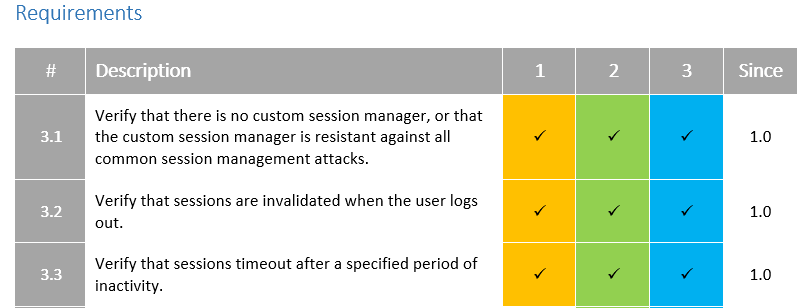 Requirements
# Description 1 2 3 Since
Verify that there is no custom session manager, or that
3.1 the custom session manager is resistant against all ✓ ✓ ✓ 1.0
common session management attacks.
3.2 Verify that sessions are invalidated when the user logs ✓ ✓ ✓ 1.0
out.
3.3 Verify that sessions timeout after a specified period of ✓ ✓ ✓ 1.0
inactivity.